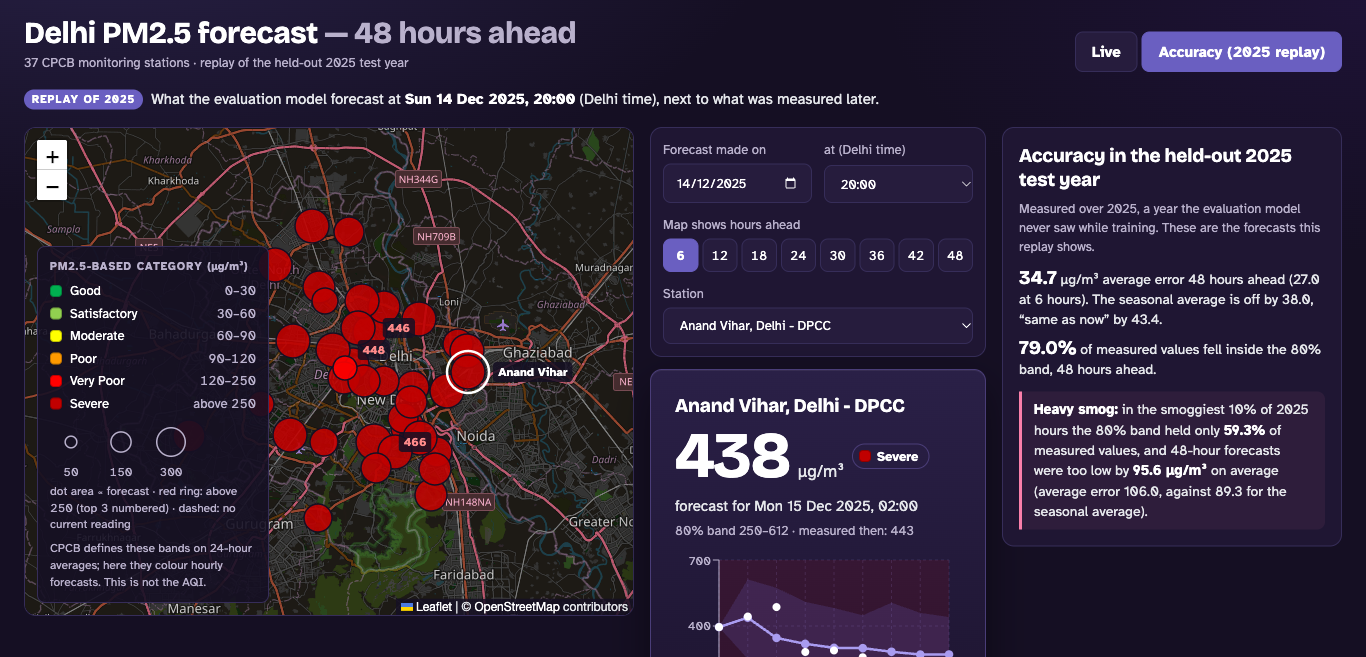 Delhi PM2.5 forecast — 48 hours ahead
37 CPCB monitoring stations · replay of the held-out 2025 test year
Live
Accuracy (2025 replay)
REPLAY OF 2025
What the evaluation model forecast at Sun 14 Dec 2025, 20:00 (Delhi time), next to what was measured later.
+
−
Kharkhoda
Kharkhoda
Sampla
NH344G
NH709B
Muradnagar
Loni
Ghaziabad
446
448
Delhi
Ghaziabad
Anand Vihar
NE
New D
466
Noida
Dadri
NH148NA
Greater No
Gurugram
Faridabad
Manesar
PM2.5-BASED CATEGORY (µg/m³)
Good 0–30
Satisfactory 30–60
Moderate 60–90
Poor 90–120
Very Poor 120–250
Severe above 250
50 150 300
dot area ∝ forecast · red ring: above
250 (top 3 numbered) · dashed: no
current reading
CPCB defines these bands on 24-hour
averages; here they colour hourly
forecasts. This is not the AQI.
Leaflet | © OpenStreetMap contributors
Forecast made on
at (Delhi time)
14/12/2025
20:00
Map shows hours ahead
6 12 18 24 30 36 42 48
Station
Anand Vihar, Delhi - DPCC
Anand Vihar, Delhi - DPCC
438 µg/m³ Severe
forecast for Mon 15 Dec 2025, 02:00
80% band 250–612 · measured then: 443
700
400
Accuracy in the held-out 2025
test year
Measured over 2025, a year the evaluation model
never saw while training. These are the forecasts this
replay shows.
34.7 µg/m³ average error 48 hours ahead (27.0
at 6 hours). The seasonal average is off by 38.0,
“same as now” by 43.4.
79.0% of measured values fell inside the 80%
band, 48 hours ahead.
Heavy smog: in the smoggiest 10% of 2025
hours the 80% band held only 59.3% of
measured values, and 48-hour forecasts
were too low by 95.6 µg/m³ on average
(average error 106.0, against 89.3 for the
seasonal average).